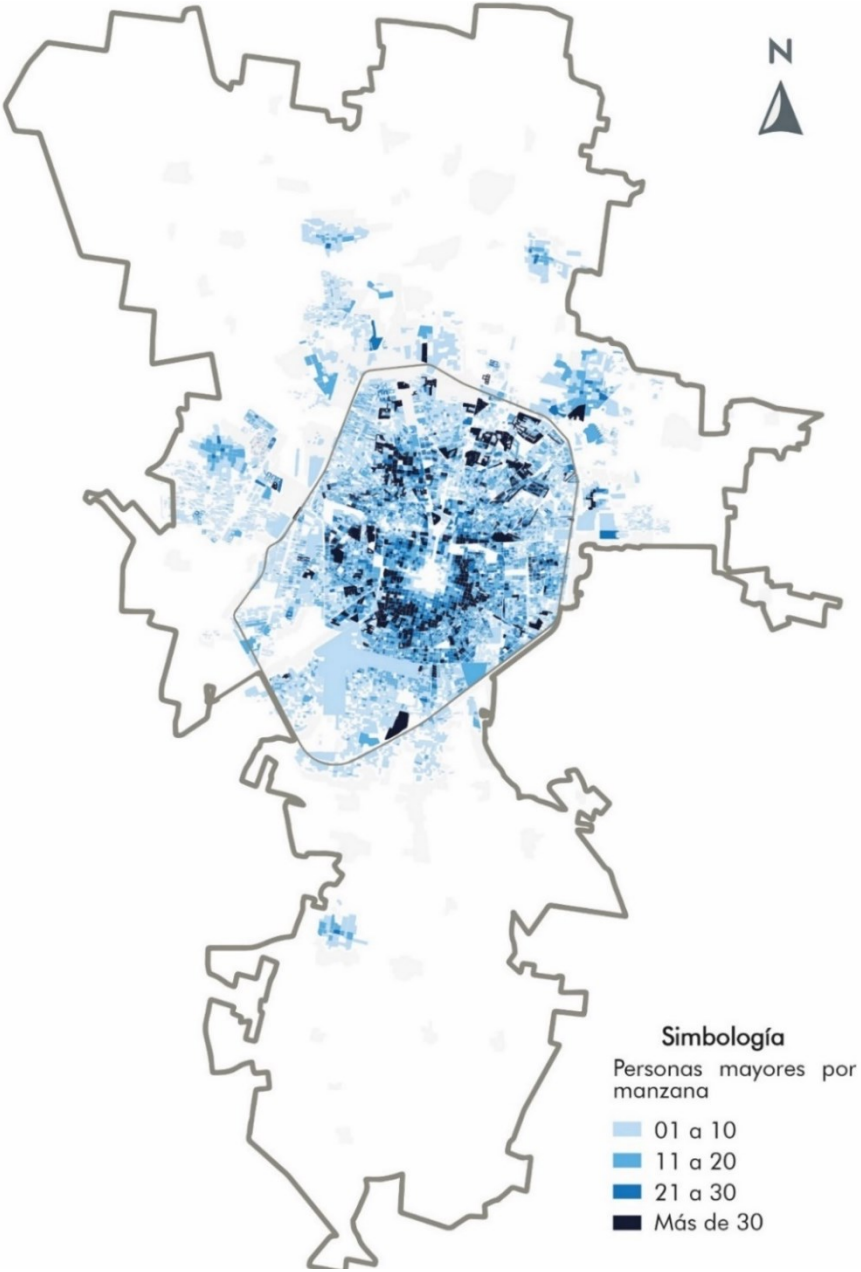 N
Simbología
Personas mayores por
manzana
01 a 10
11 a 20
21 a 30
Más de 30